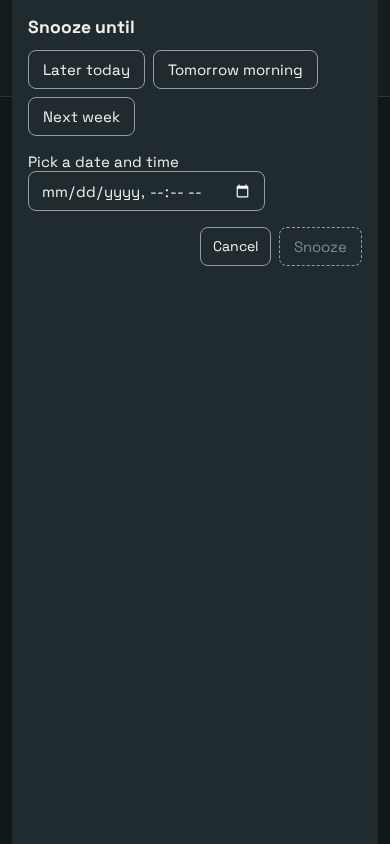 Snooze until
Later today
Tomorrow morning
Next week
Pick a date and time
mm/dd/yyyy, --:-- --
Cancel
Snooze